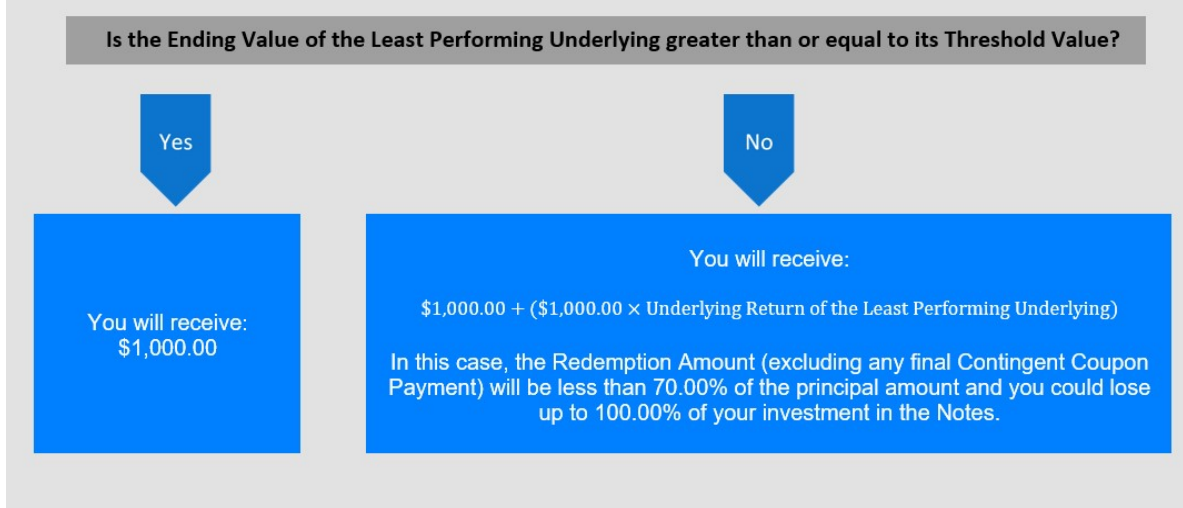 Is the Ending Value of the Least Performing Underlying greater than or equal to its Threshold Value?
Yes
No
You will receive:
$1,000.00
You will receive:
$1,000.00 + ($1,000.00 × Underlying Return of the Least Performing Underlying)
In this case, the Redemption Amount (excluding any final Contingent Coupon
Payment) will be less than 70.00% of the principal amount and you could lose
up to 100.00% of your investment in the Notes.